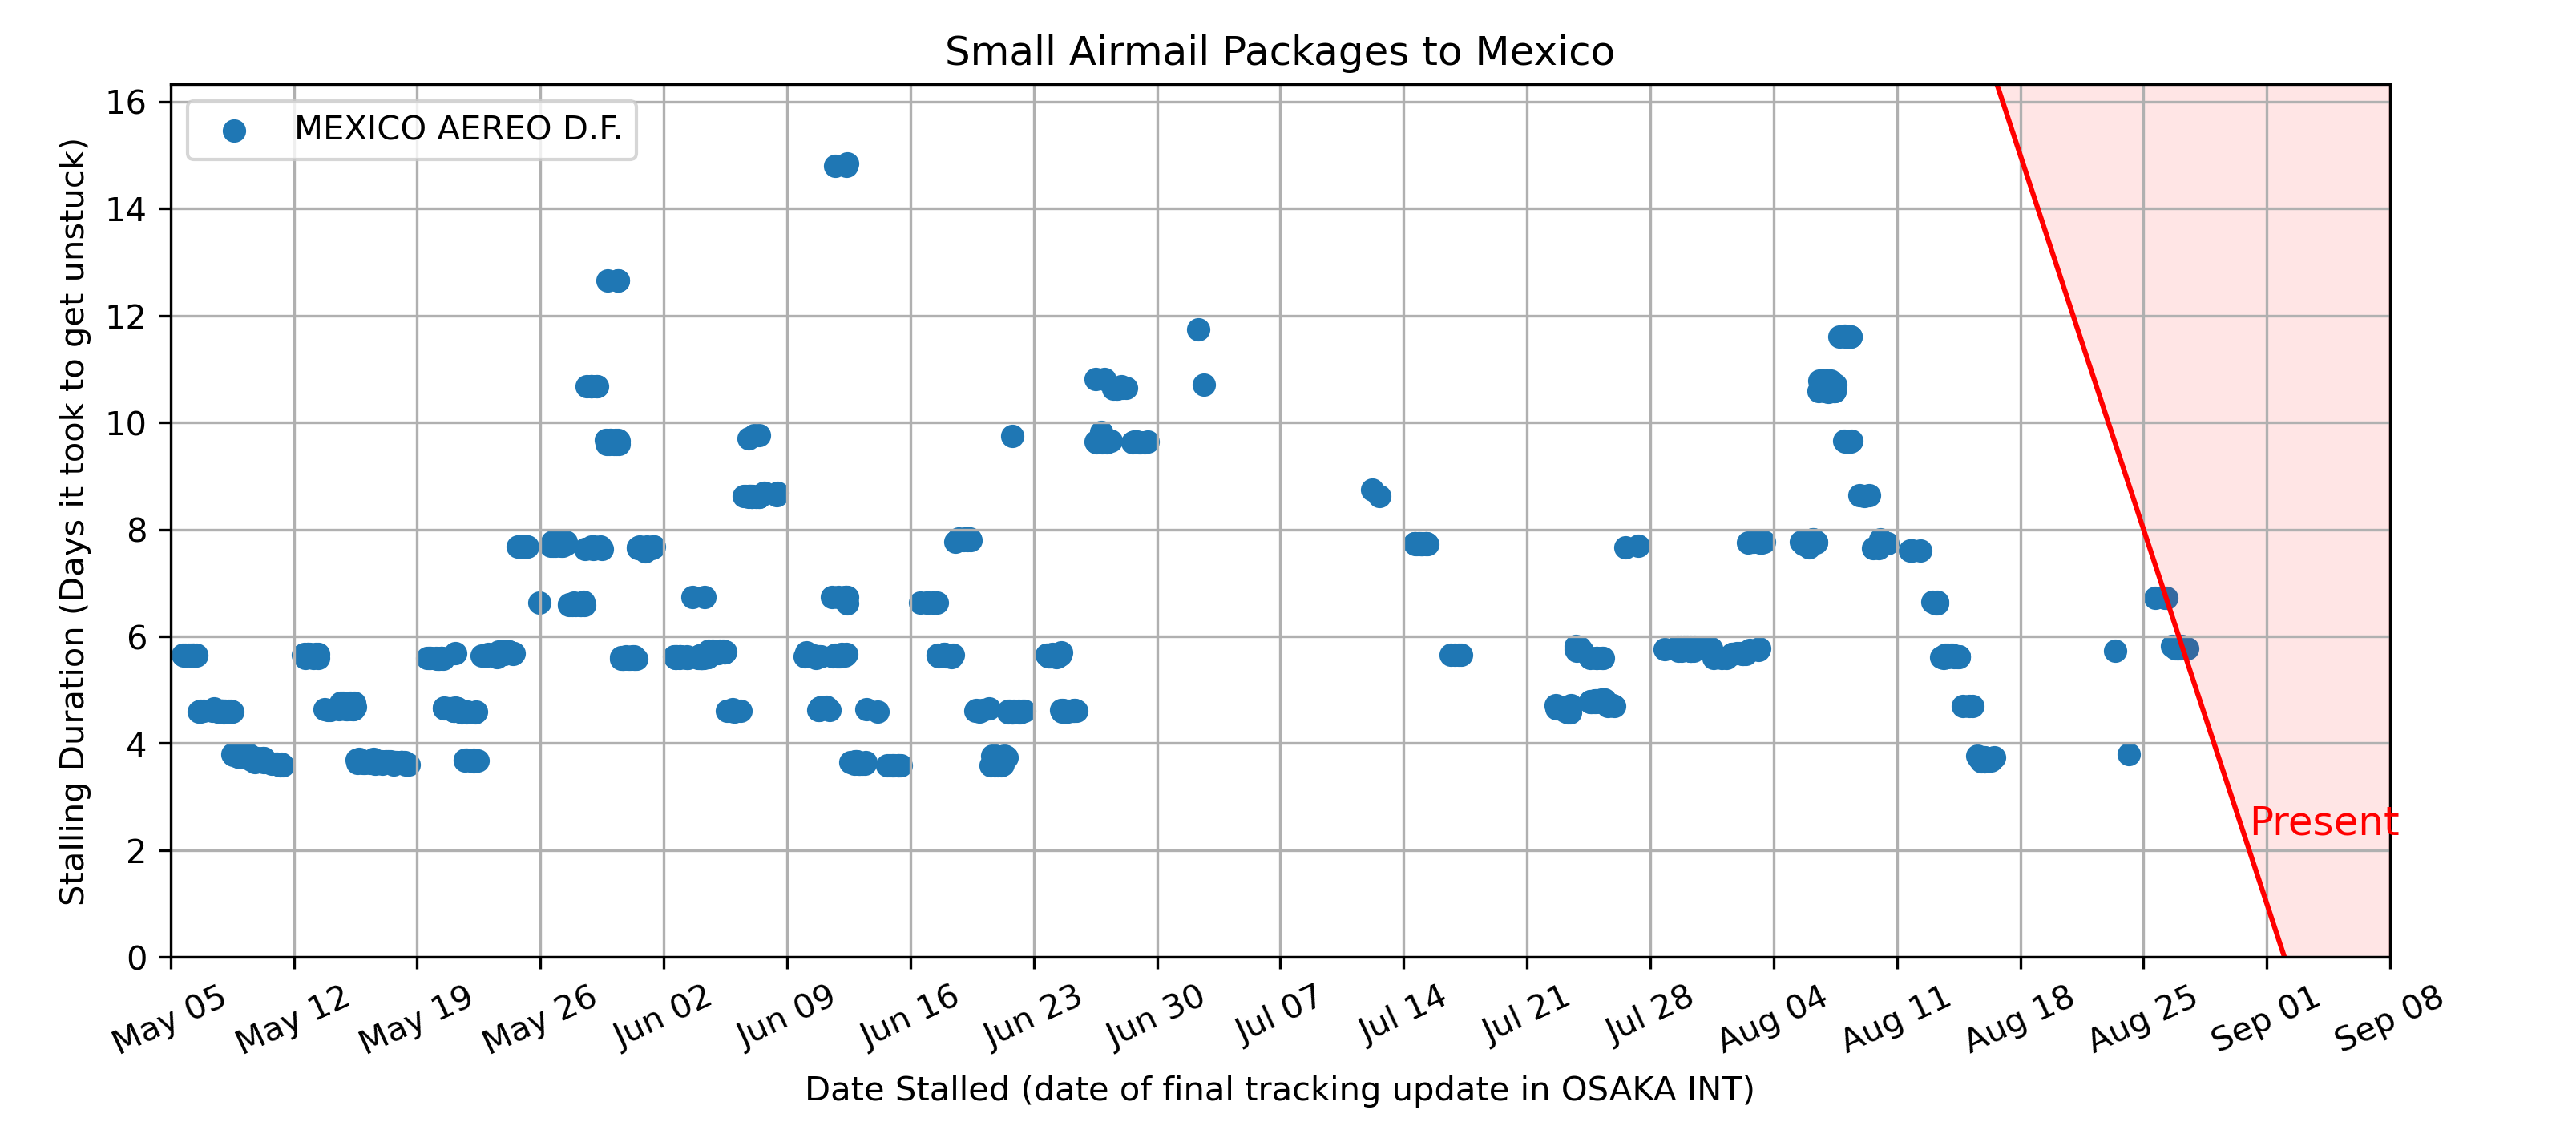 Small Airmail Packages to Mexico
MEXICO AEREO D.F.
Stalling Duration (Days it took to get unstuck)
16
14
12
10
8
6
4
2
0
Present
May 05
May 12
May 19
May 26
Jun 02
Jun 09
Jun 16
Jun 23
Jun 30
Jul 07
Jul 14
Jul 21
Jul 28
Aug 04
Aug 11
Aug 18
Aug 25
Sep 01
Sep 08
Date Stalled (date of final tracking update in OSAKA INT)